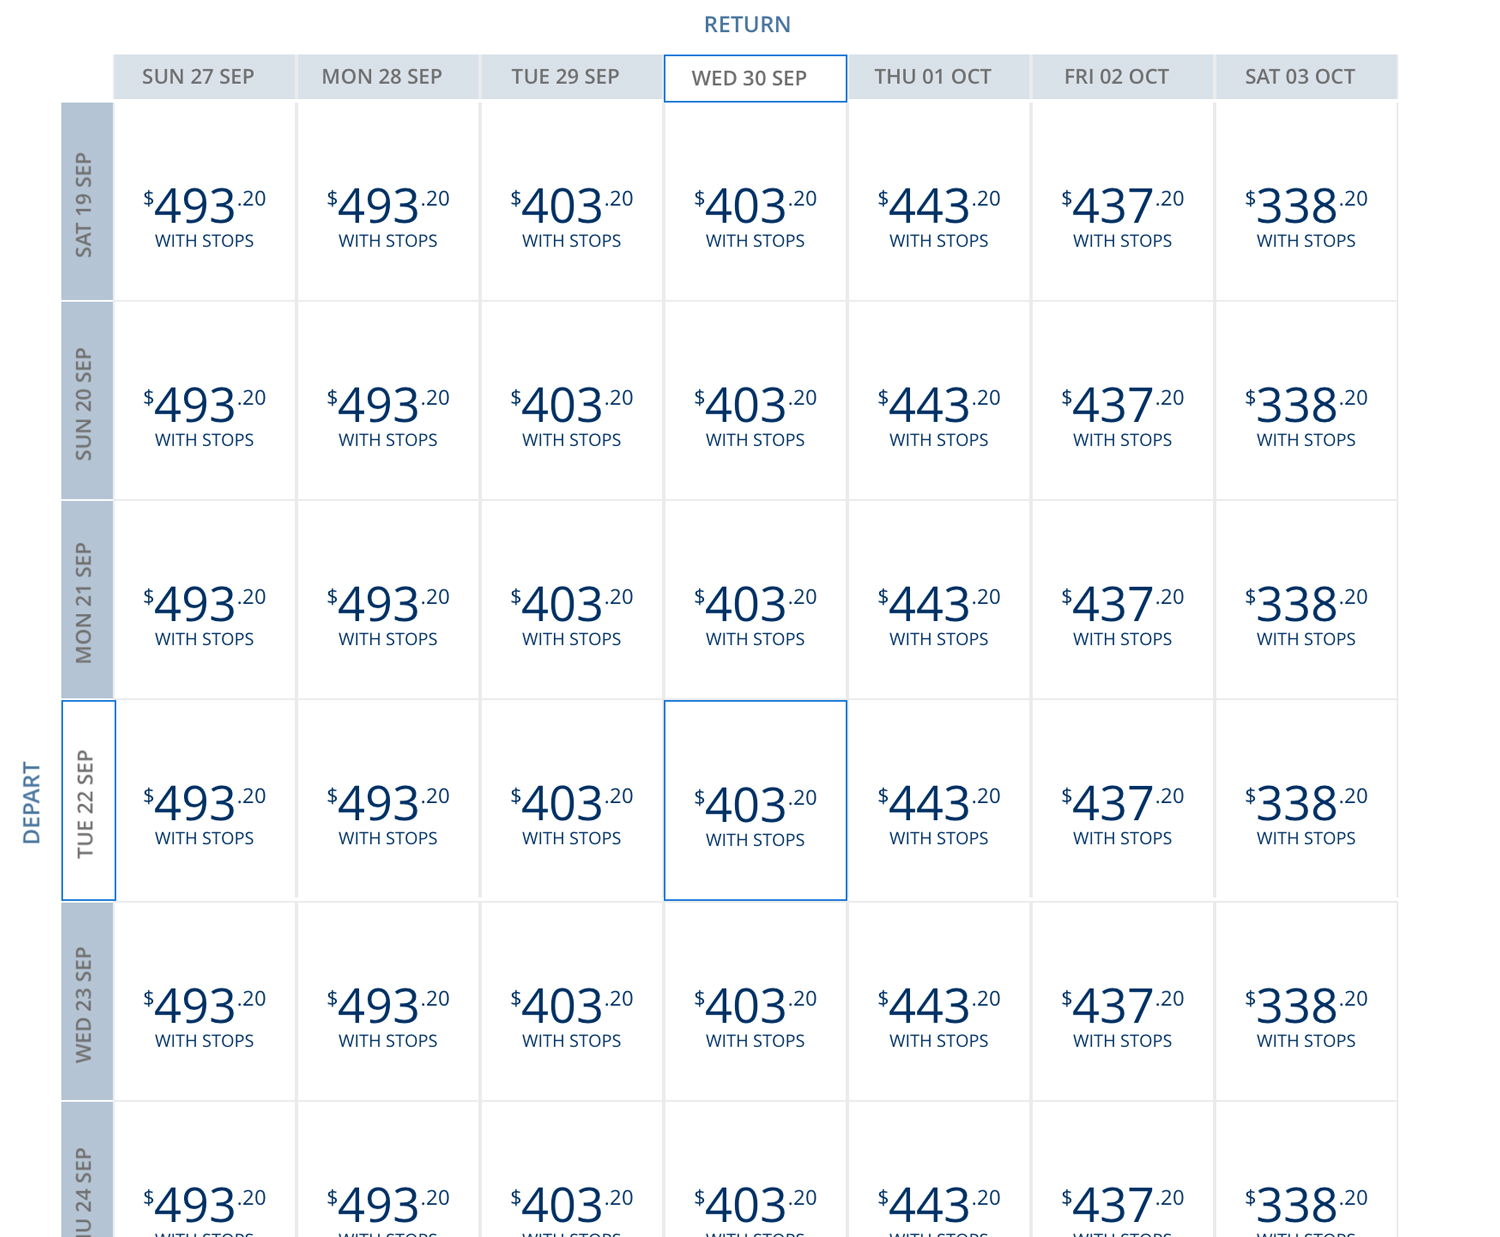 RETURN
SUN 27 SEP MON 28 SEP TUE 29 SEP WED 30 SEP THU 01 OCT FRI 02 OCT SAT 03 OCT
SAT 19 SEP
$493.20 $493.20 $403.20 $403.20 $443.20 $437.20 $338.20
WITH STOPS WITH STOPS WITH STOPS WITH STOPS WITH STOPS WITH STOPS WITH STOPS
SUN 20 SEP
$493.20 $493.20 $403.20 $403.20 $443.20 $437.20 $338.20
WITH STOPS WITH STOPS WITH STOPS WITH STOPS WITH STOPS WITH STOPS WITH STOPS
MON 21 SEP
$493.20 $493.20 $403.20 $403.20 $443.20 $437.20 $338.20
WITH STOPS WITH STOPS WITH STOPS WITH STOPS WITH STOPS WITH STOPS WITH STOPS
DEPART
TUE 22 SEP
$493.20 $493.20 $403.20 $403.20 $443.20 $437.20 $338.20
WITH STOPS WITH STOPS WITH STOPS WITH STOPS WITH STOPS WITH STOPS WITH STOPS
WED 23 SEP
$493.20 $493.20 $403.20 $403.20 $443.20 $437.20 $338.20
WITH STOPS WITH STOPS WITH STOPS WITH STOPS WITH STOPS WITH STOPS WITH STOPS
24 SEP
$493.20 $493.20 $403.20 $403.20 $443.20 $437.20 $338.20